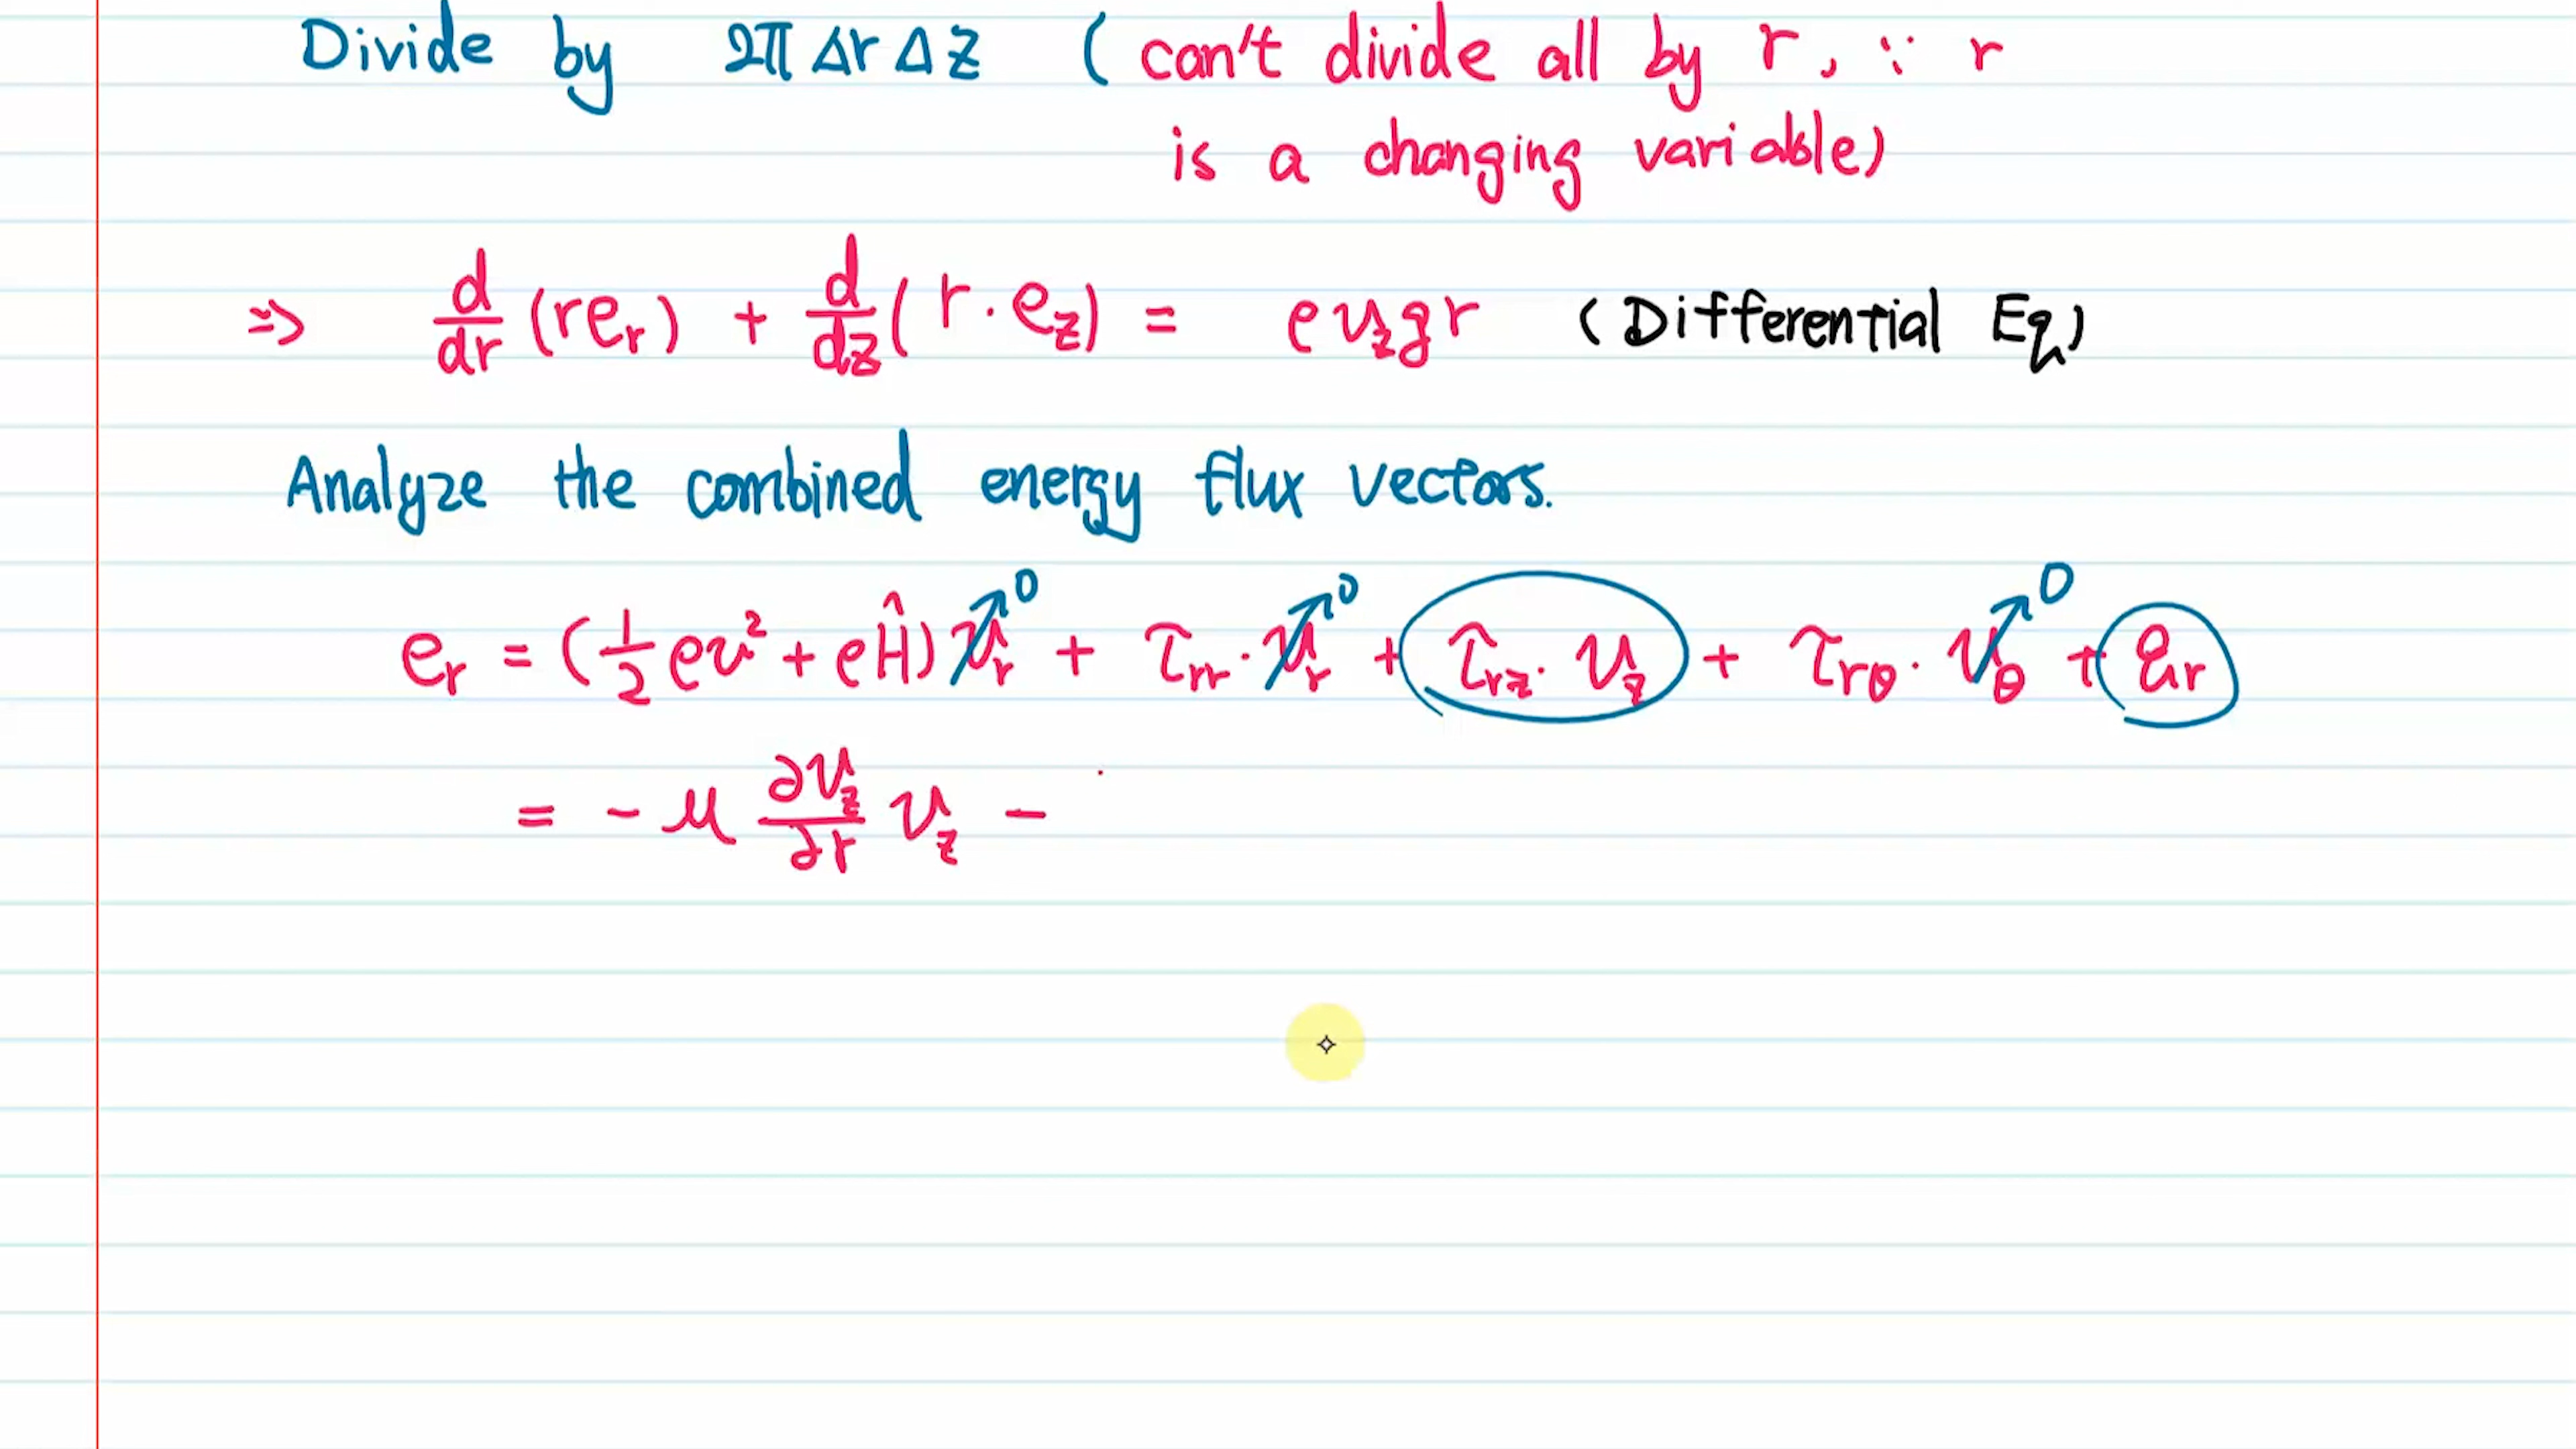 Divide by 2π Δr Δz ( can't divide all by r, ∵ r
is a changing variable)
⇒ d/dr (re_r) + d/dz ( r · e_z) = ρ v_z g r (Differential Eq)
Analyze the combined energy flux vectors.
e_r = (1/2 ρv² + ρĤ) v_r↗0 + τ_rr · v_r↗0 + τ_rz · v_z + τ_rθ · v_θ↗0 + q_r
= - μ ∂v_z/∂r v_z -